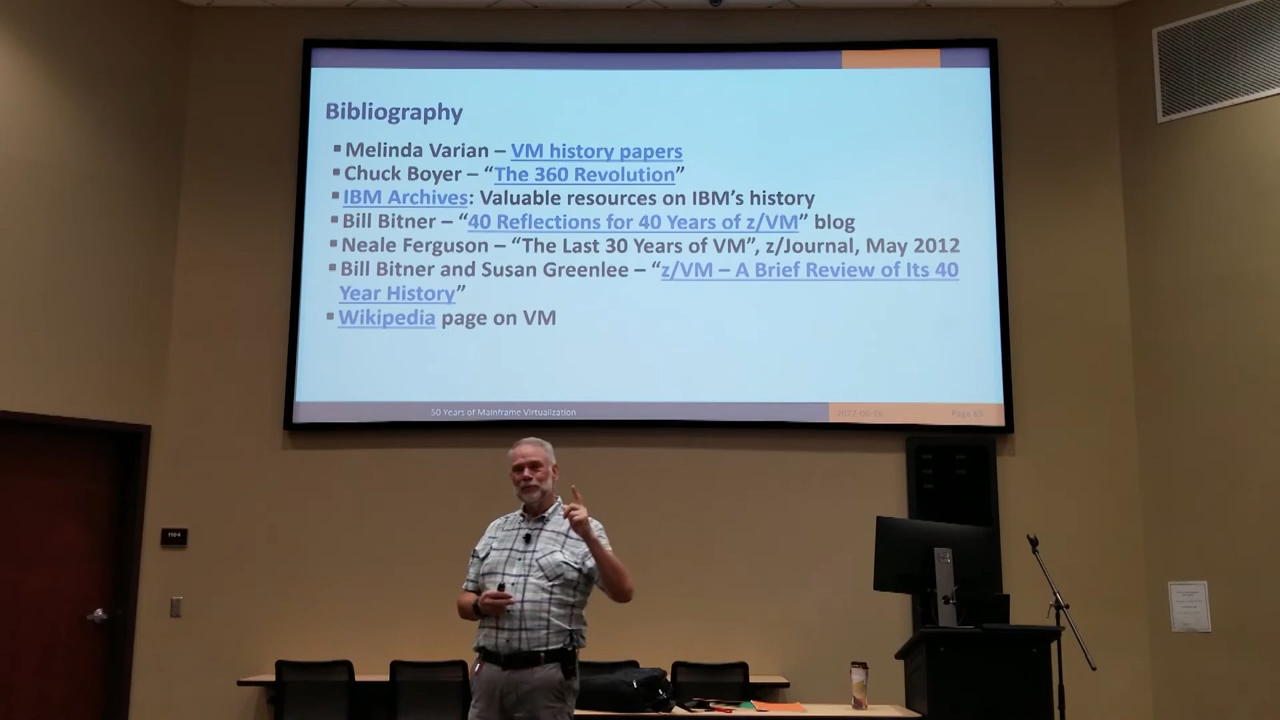 Bibliography
▪ Melinda Varian – VM history papers
▪ Chuck Boyer – “The 360 Revolution”
▪ IBM Archives: Valuable resources on IBM’s history
▪ Bill Bitner – “40 Reflections for 40 Years of z/VM” blog
▪ Neale Ferguson – “The Last 30 Years of VM”, z/Journal, May 2012
▪ Bill Bitner and Susan Greenlee – “z/VM – A Brief Review of Its 40
Year History”
▪ Wikipedia page on VM
50 Years of Mainframe Virtualization
Page